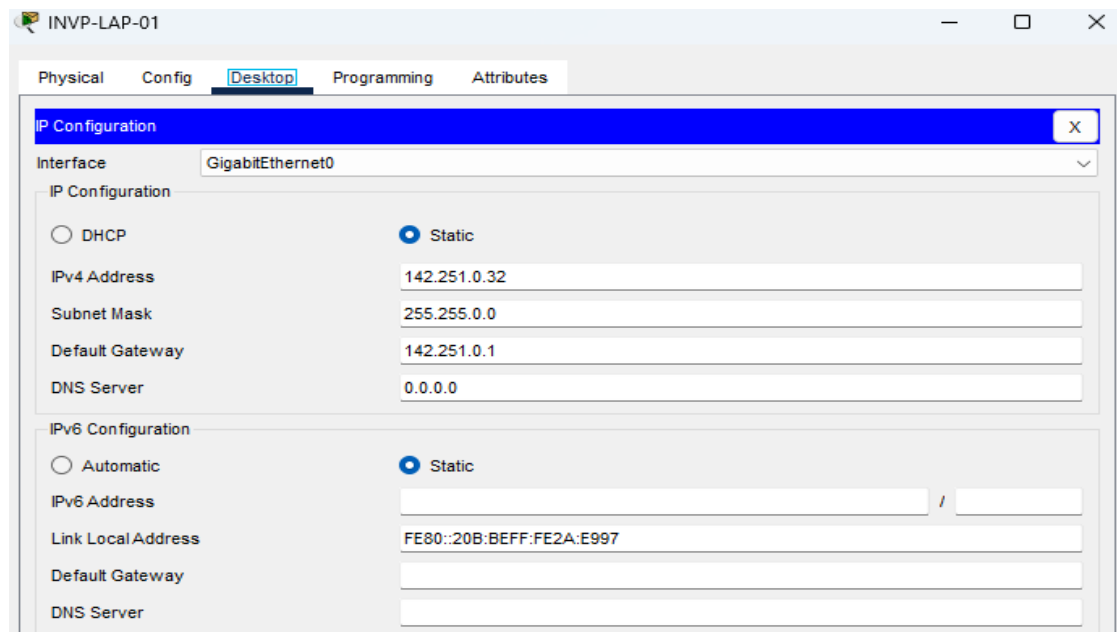 INVP-LAP-01
Physical Config Desktop Programming Attributes
IP Configuration X
Interface GigabitEthernet0
IP Configuration
DHCP Static
IPv4 Address 142.251.0.32
Subnet Mask 255.255.0.0
Default Gateway 142.251.0.1
DNS Server 0.0.0.0
IPv6 Configuration
Automatic Static
IPv6 Address /
Link Local Address FE80::20B:BEFF:FE2A:E997
Default Gateway
DNS Server